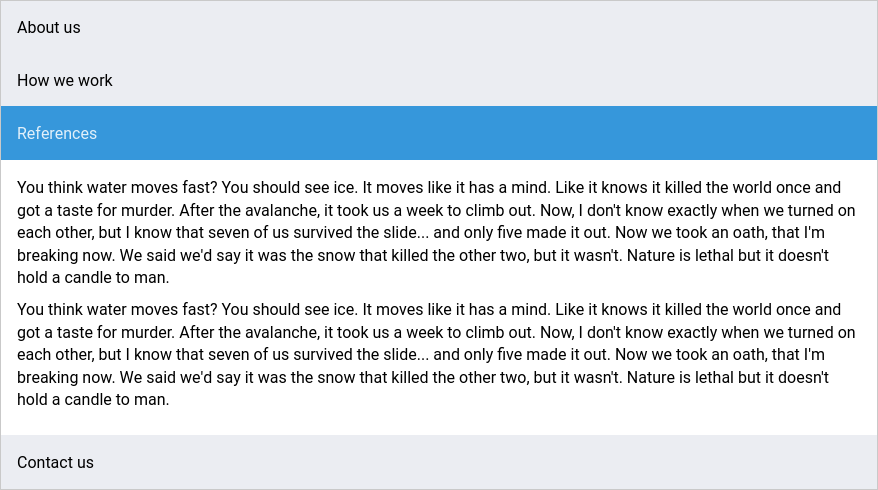 About us
How we work
References
You think water moves fast? You should see ice. It moves like it has a mind. Like it knows it killed the world once and
got a taste for murder. After the avalanche, it took us a week to climb out. Now, I don't know exactly when we turned on
each other, but I know that seven of us survived the slide... and only five made it out. Now we took an oath, that I'm
breaking now. We said we'd say it was the snow that killed the other two, but it wasn't. Nature is lethal but it doesn't
hold a candle to man.
You think water moves fast? You should see ice. It moves like it has a mind. Like it knows it killed the world once and
got a taste for murder. After the avalanche, it took us a week to climb out. Now, I don't know exactly when we turned on
each other, but I know that seven of us survived the slide... and only five made it out. Now we took an oath, that I'm
breaking now. We said we'd say it was the snow that killed the other two, but it wasn't. Nature is lethal but it doesn't
hold a candle to man.
Contact us